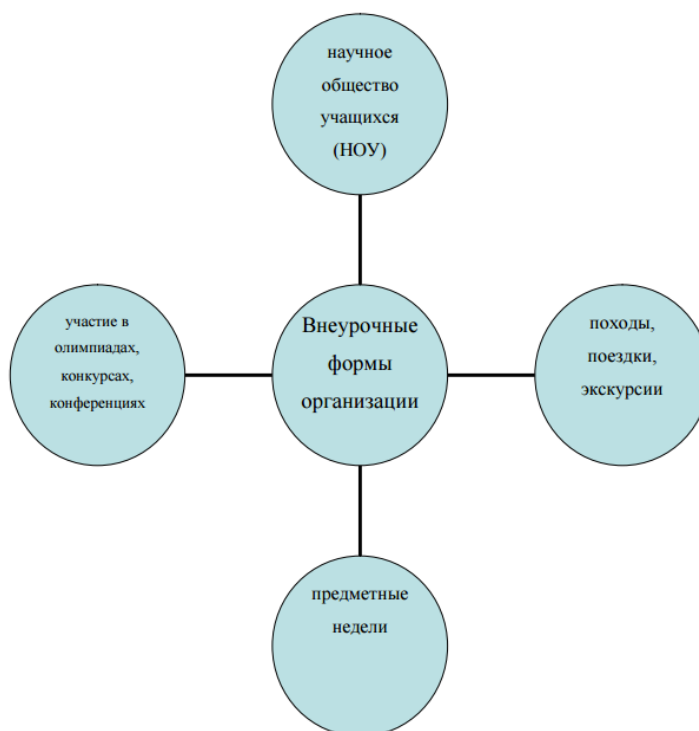 научное
общество
учащихся
(НОУ)
участие в
олимпиадах,
конкурсах,
конференциях
Внеурочные
формы
организации
походы,
поездки,
экскурсии
предметные
недели